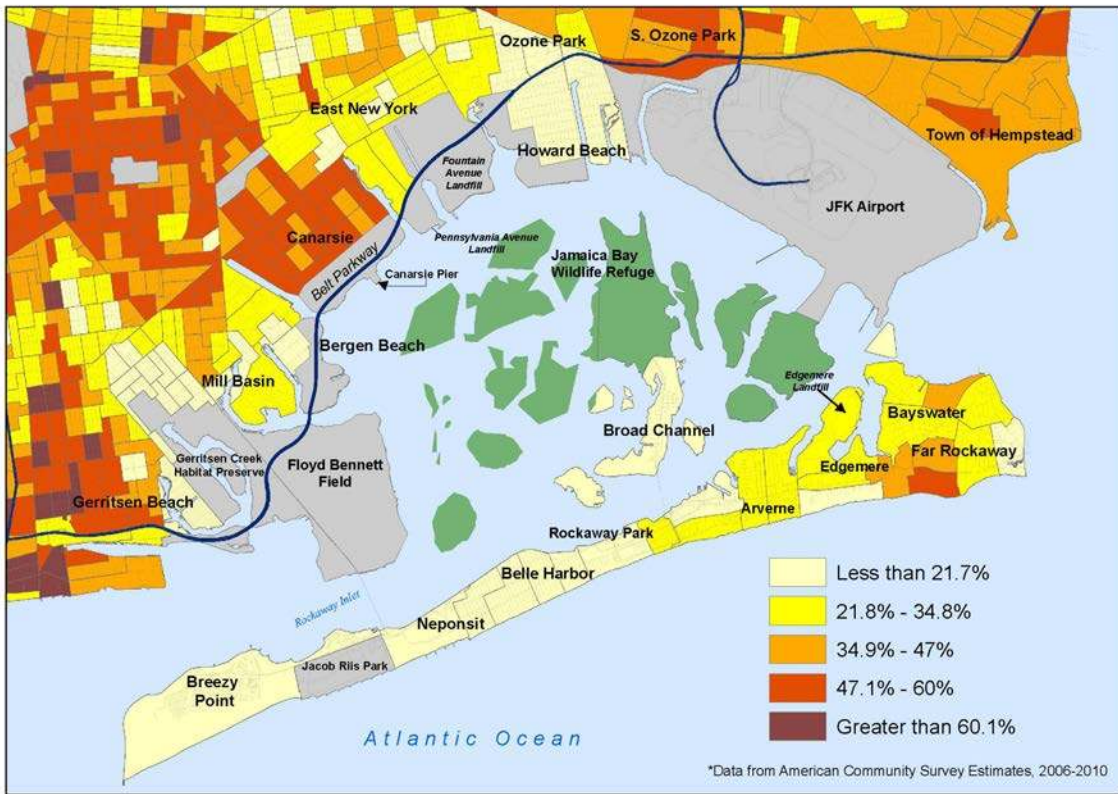 S. Ozone Park
Ozone Park
East New York
Town of Hempstead
Howard Beach
Fountain
Avenue
Landfill
JFK Airport
Canarsie
Pennsylvania Avenue
Landfill
Jamaica Bay
Wildlife Refuge
Belt Parkway
Canarsie Pier
Bergen Beach
Mill Basin
Edgemere
Landfill
Bayswater
Broad Channel
Far Rockaway
Gerritsen Creek
Habitat Preserve
Floyd Bennett
Field
Edgemere
Gerritsen Beach
Arverne
Rockaway Park
Belle Harbor
Rockaway Inlet
Neponsit
Jacob Riis Park
Breezy
Point
Atlantic Ocean
Less than 21.7%
21.8% - 34.8%
34.9% - 47%
47.1% - 60%
Greater than 60.1%
*Data from American Community Survey Estimates, 2006-2010